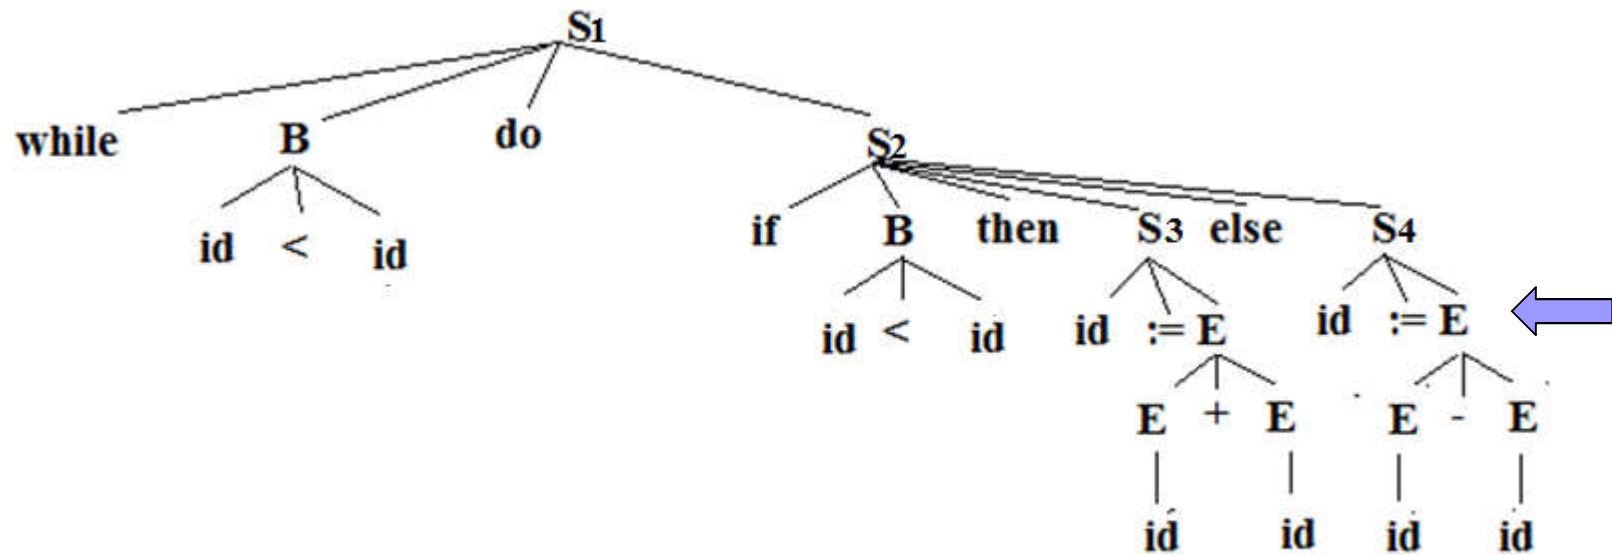 S1
while B do S2
id < id if B then S3 else S4
id < id id := E id := E
E + E E - E
id id id id